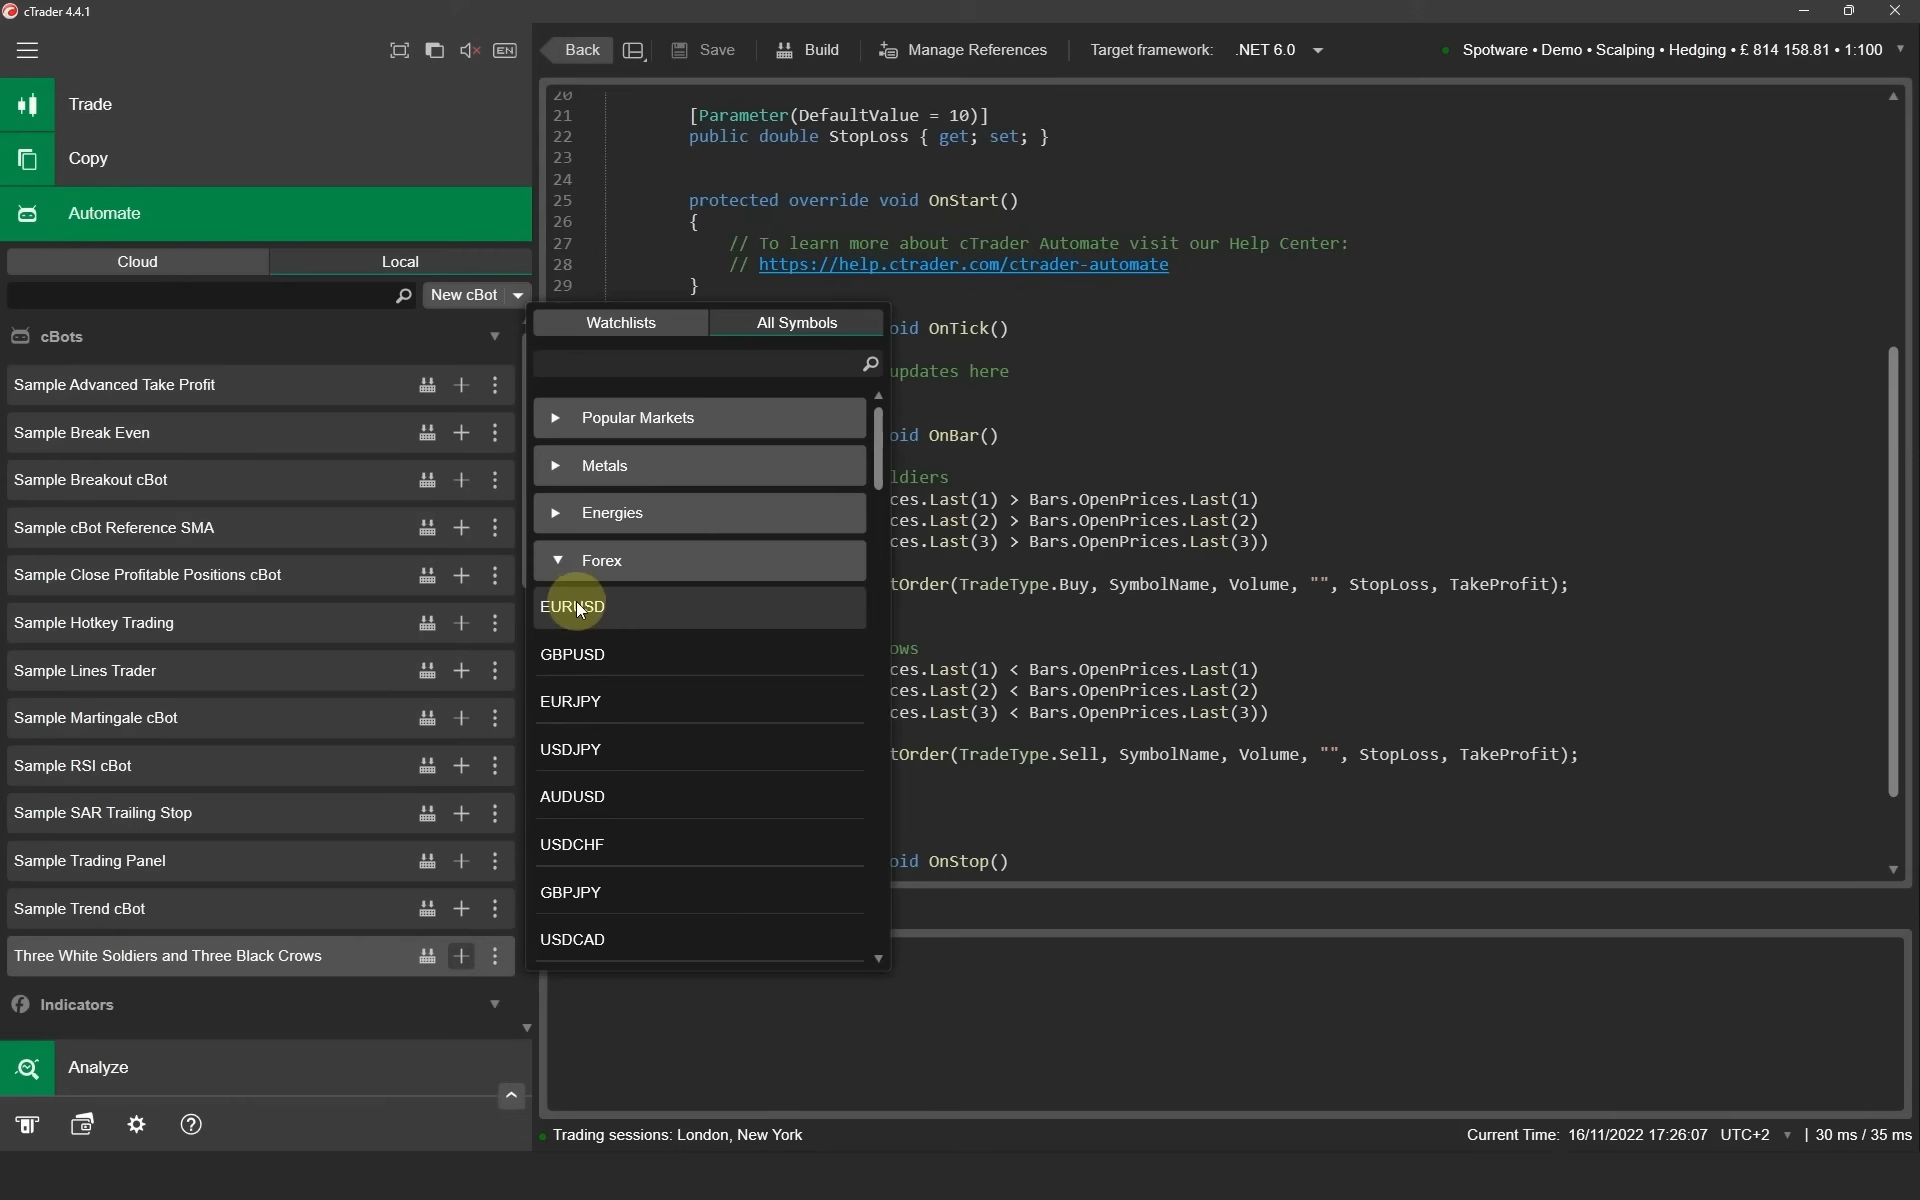 cTrader 4.4.1
EN
Back
Save
Build
Manage References
Target framework: .NET 6.0
Spotware • Demo • Scalping • Hedging • £ 814 158.81 • 1:100
Trade
Copy
Automate
Cloud
Local
New cBot
cBots
Sample Advanced Take Profit
Sample Break Even
Sample Breakout cBot
Sample cBot Reference SMA
Sample Close Profitable Positions cBot
Sample Hotkey Trading
Sample Lines Trader
Sample Martingale cBot
Sample RSI cBot
Sample SAR Trailing Stop
Sample Trading Panel
Sample Trend cBot
Three White Soldiers and Three Black Crows
Indicators
Analyze
20
21 [Parameter(DefaultValue = 10)]
22 public double StopLoss { get; set; }
23
24
25 protected override void OnStart()
26 {
27 // To learn more about cTrader Automate visit our Help Center:
28 // https://help.ctrader.com/ctrader-automate
29 }
Watchlists
All Symbols
Popular Markets
Metals
Energies
Forex
EURUSD
GBPUSD
EURJPY
USDJPY
AUDUSD
USDCHF
GBPJPY
USDCAD
oid OnTick()
updates here
oid OnBar()
ldiers
ces.Last(1) > Bars.OpenPrices.Last(1)
ces.Last(2) > Bars.OpenPrices.Last(2)
ces.Last(3) > Bars.OpenPrices.Last(3))
tOrder(TradeType.Buy, SymbolName, Volume, "", StopLoss, TakeProfit);
ows
ces.Last(1) < Bars.OpenPrices.Last(1)
ces.Last(2) < Bars.OpenPrices.Last(2)
ces.Last(3) < Bars.OpenPrices.Last(3))
tOrder(TradeType.Sell, SymbolName, Volume, "", StopLoss, TakeProfit);
oid OnStop()
Trading sessions: London, New York
Current Time: 16/11/2022 17:26:07 UTC+2 | 30 ms / 35 ms